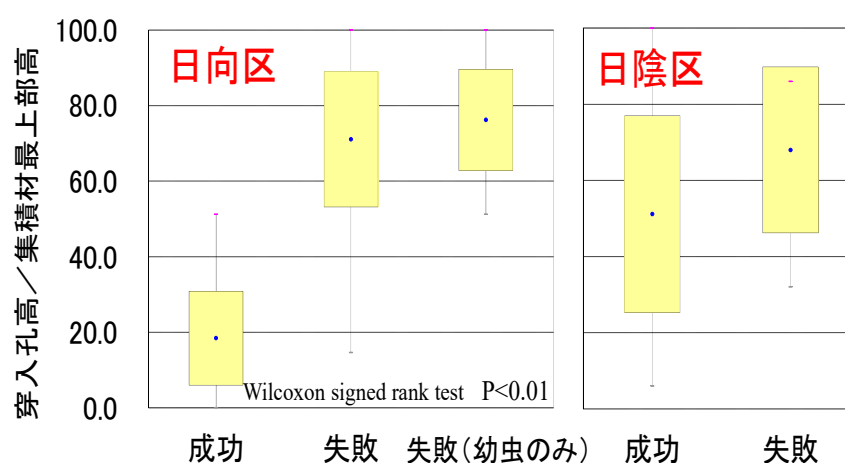 穿入孔高／集積材最上部高
100.0
80.0
60.0
40.0
20.0
0.0
日向区
日陰区
Wilcoxon signed rank test P<0.01
成功 失敗 失敗(幼虫のみ) 成功 失敗